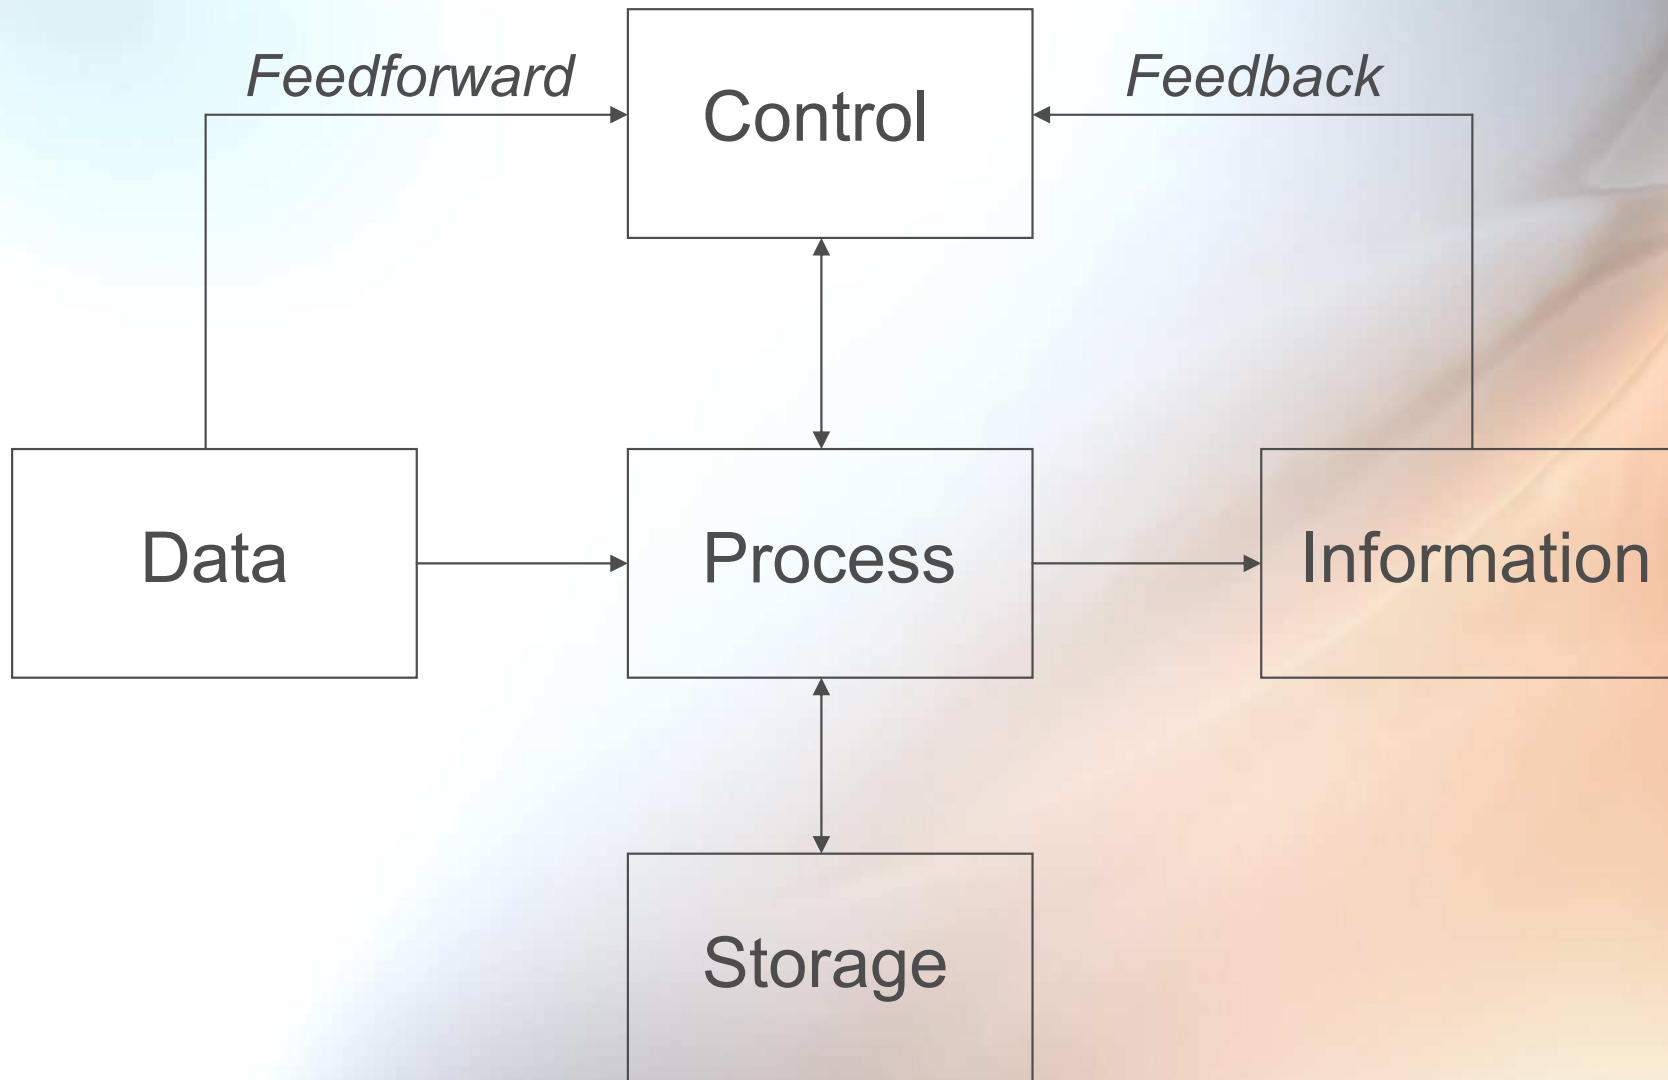 Feedforward
Control
Feedback
Data
Process
Information
Storage